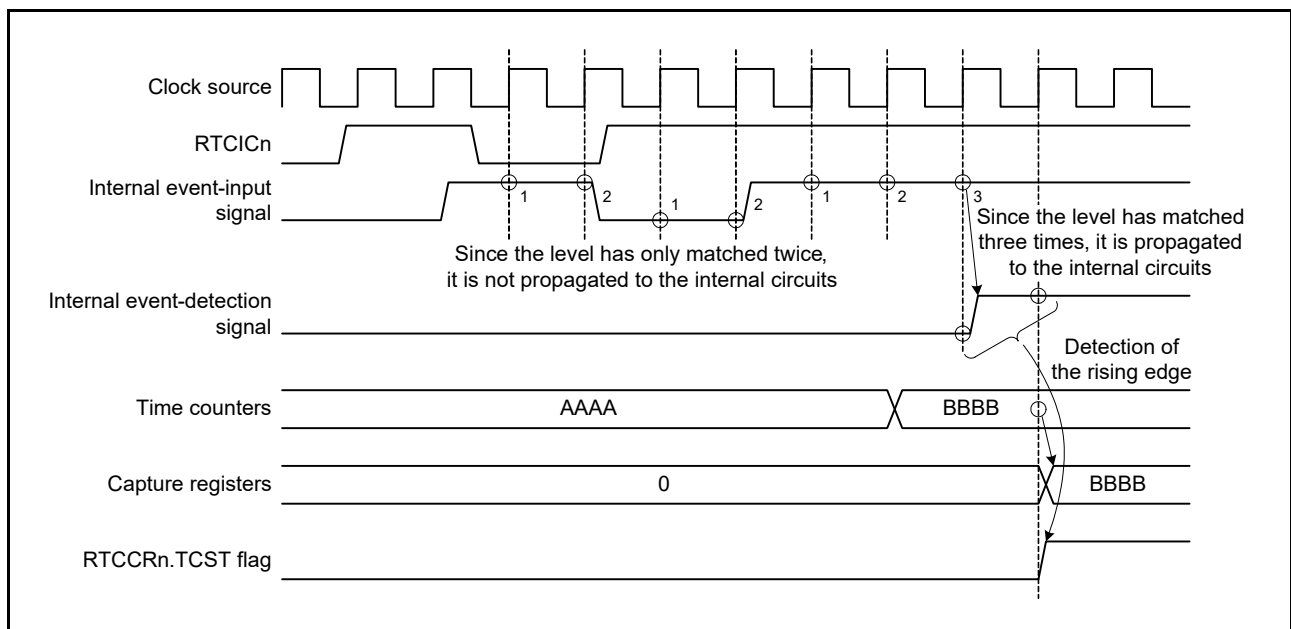 Clock source
RTCICn
Internal event-input
signal
1
2
1
2
1
2
3
Since the level has only matched twice,
it is not propagated to the internal circuits
Since the level has matched
three times, it is propagated
to the internal circuits
Internal event-detection
signal
Detection of
the rising edge
Time counters
AAAA
BBBB
Capture registers
0
BBBB
RTCCRn.TCST flag